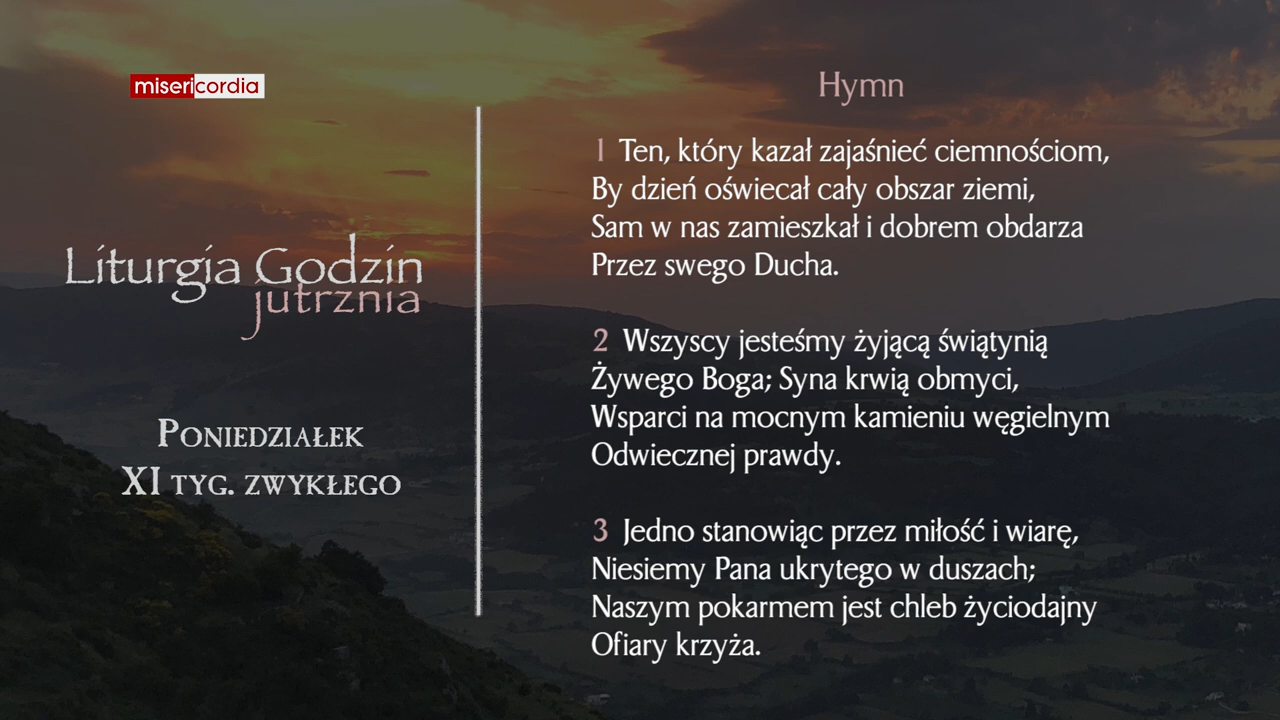 misericordia
Liturgia Godzin
jutrznia
Poniedziałek
XI tyg. zwykłego
Hymn
1 Ten, który kazał zajaśnieć ciemnościom,
By dzień oświecał cały obszar ziemi,
Sam w nas zamieszkał i dobrem obdarza
Przez swego Ducha.
2 Wszyscy jesteśmy żyjącą świątynią
Żywego Boga; Syna krwią obmyci,
Wsparci na mocnym kamieniu węgielnym
Odwiecznej prawdy.
3 Jedno stanowiąc przez miłość i wiarę,
Niesiemy Pana ukrytego w duszach;
Naszym pokarmem jest chleb życiodajny
Ofiary krzyża.